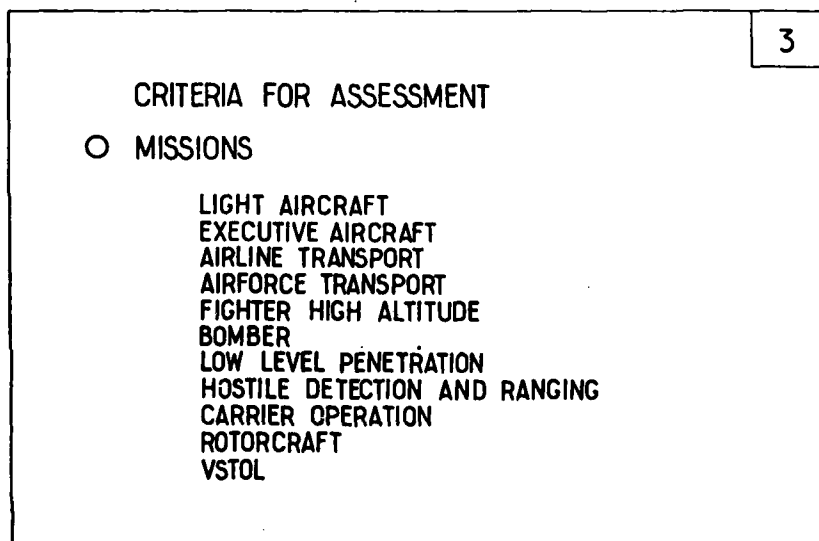 3
CRITERIA FOR ASSESSMENT
O MISSIONS
LIGHT AIRCRAFT
EXECUTIVE AIRCRAFT
AIRLINE TRANSPORT
AIRFORCE TRANSPORT
FIGHTER HIGH ALTITUDE
BOMBER
LOW LEVEL PENETRATION
HOSTILE DETECTION AND RANGING
CARRIER OPERATION
ROTORCRAFT
VSTOL